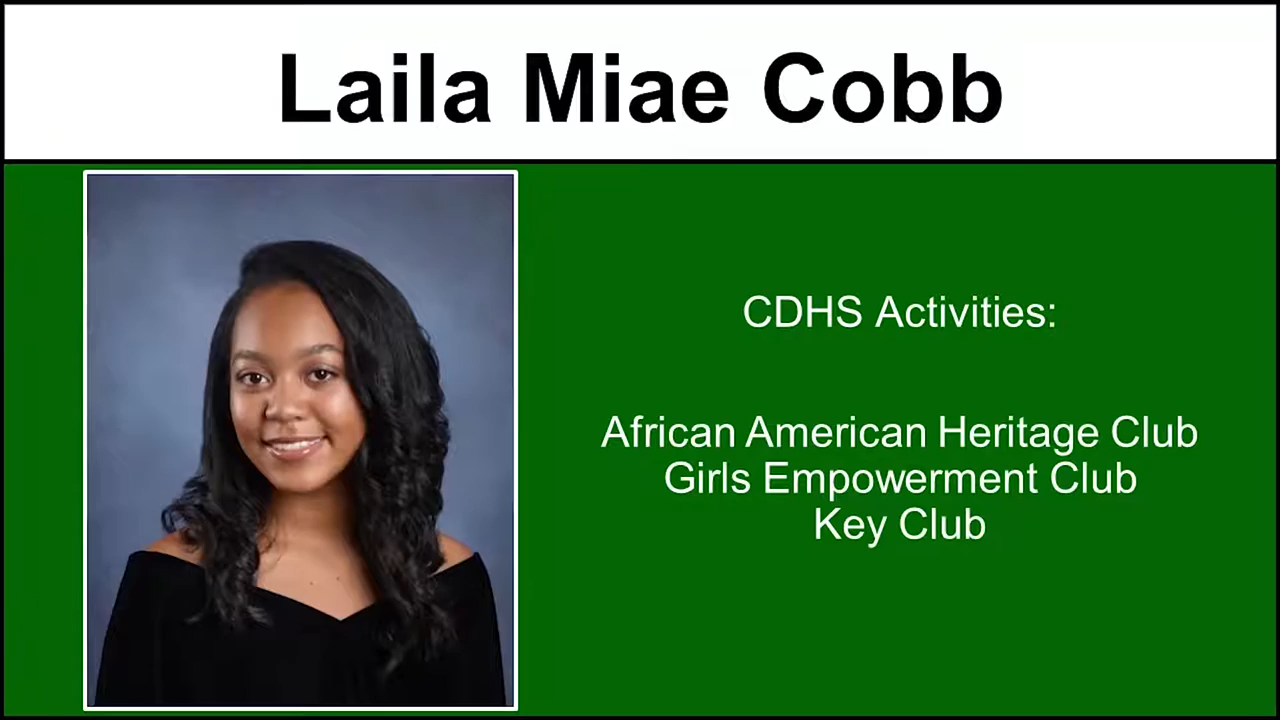 Laila Miae Cobb
CDHS Activities:
African American Heritage Club
Girls Empowerment Club
Key Club